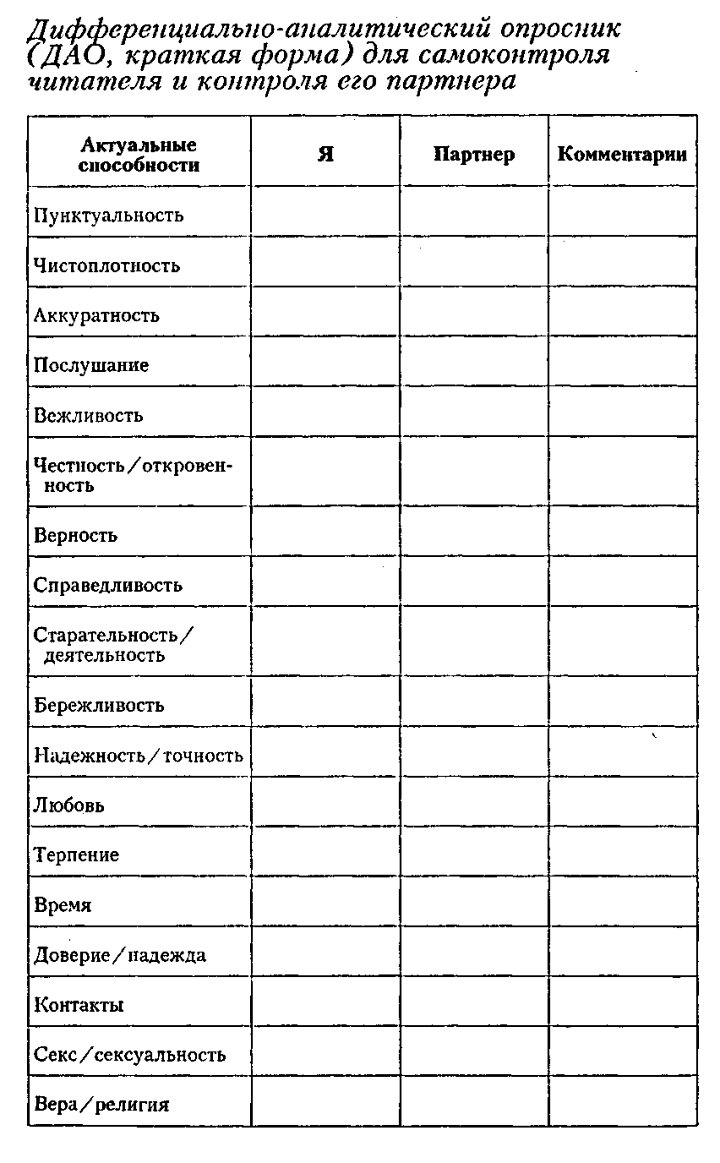 Дифференциально-аналитический опросник
(ДАО, краткая форма) для самоконтроля
читателя и контроля его партнера
Актуальные
способности
Я
Партнер
Комментарии
Пунктуальность
Чистоплотность
Аккуратность
Послушание
Вежливость
Честность/откровен-
ность
Верность
Справедливость
Старательность/
деятельность
Бережливость
Надежность/точность
Любовь
Терпение
Время
Доверие/надежда
Контакты
Секс/сексуальность
Вера/религия